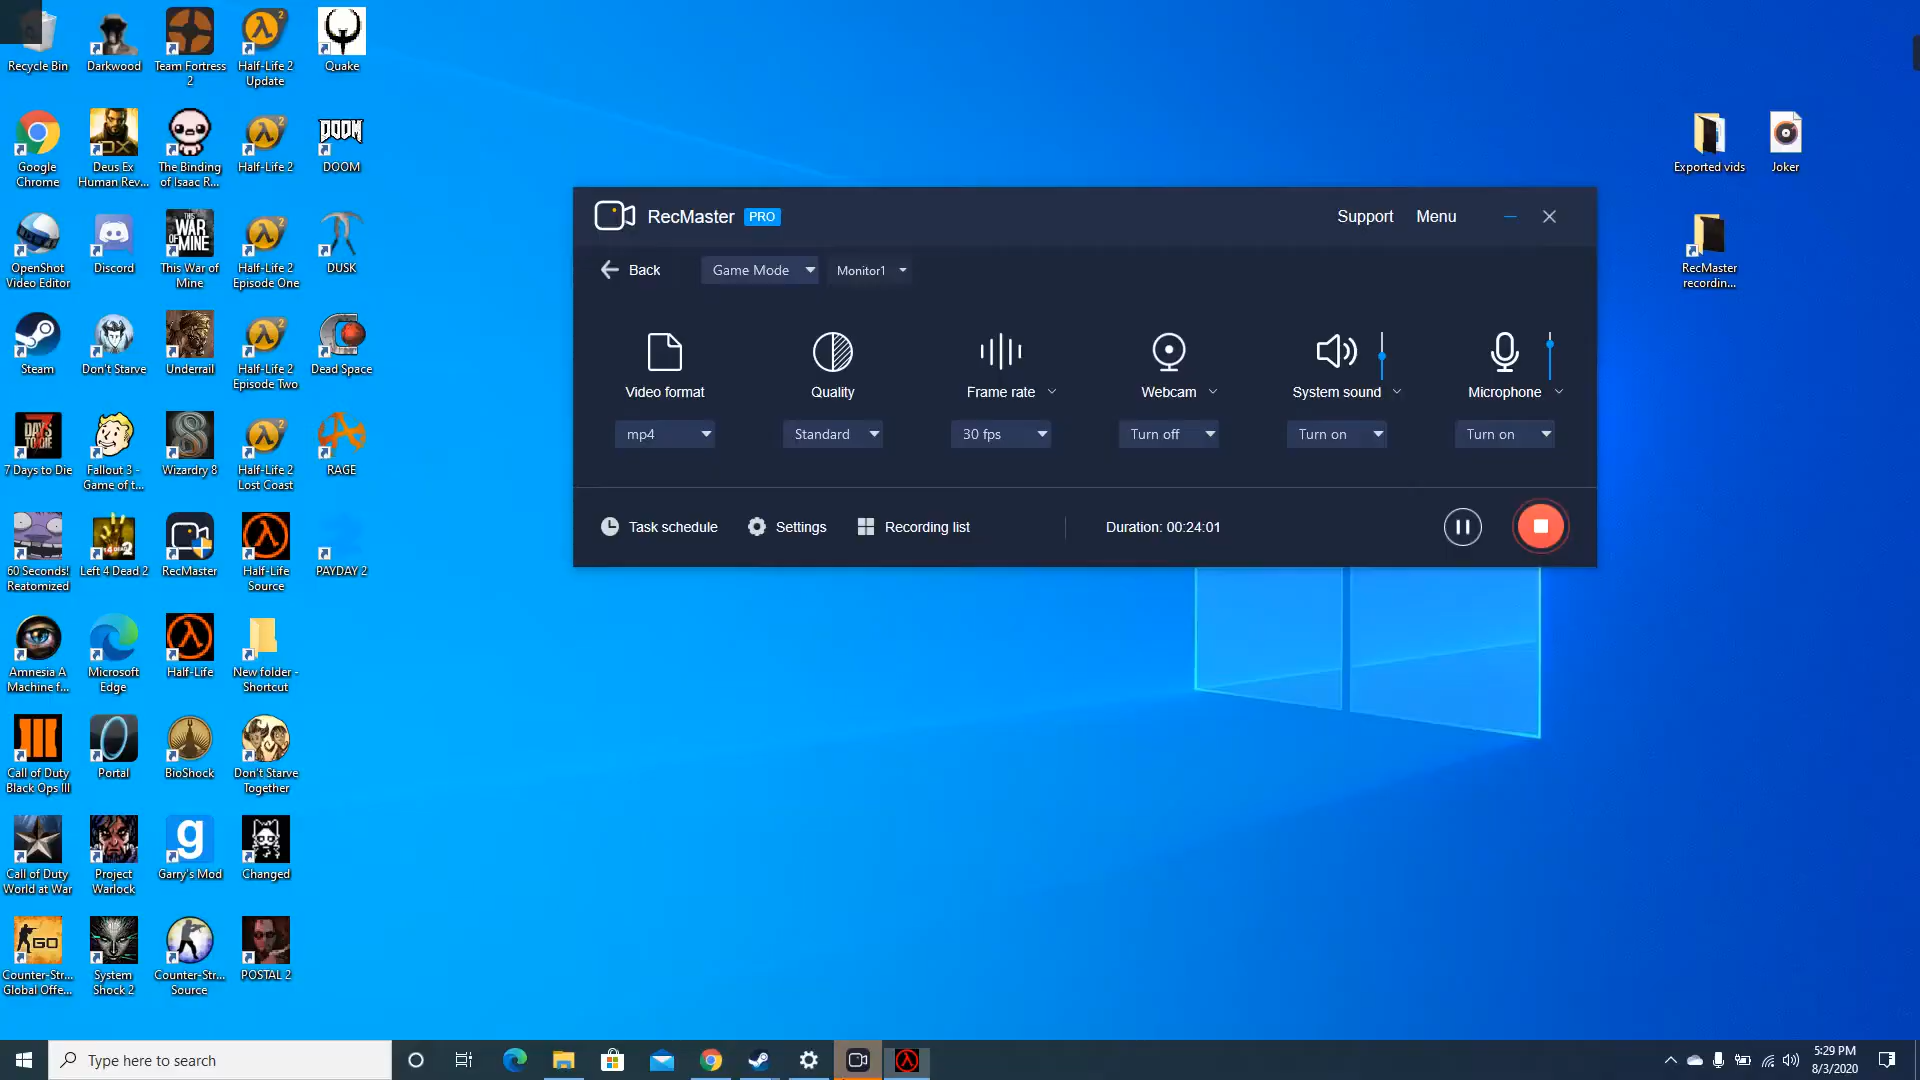 Recycle Bin
Darkwood
Team Fortress
2
Half-Life 2
Update
Quake
Google
Chrome
Deus Ex
Human Rev...
The Binding
of Isaac R...
Half-Life 2
DOOM
DOOM
Exported vids
Joker
OpenShot
Video Editor
Discord
THIS
WAR
OF MINE
This War of
Mine
Half-Life 2
Episode One
DUSK
RecMaster
recordin...
Steam
Don't Starve
Underrail
Half-Life 2
Episode Two
Dead Space
7 Days to Die
Fallout 3 -
Game of t...
Wizardry 8
Half-Life 2
Lost Coast
RAGE
60 Seconds!
Reatomized
Left 4 Dead 2
RecMaster
Half-Life
Source
PAYDAY 2
Amnesia A
Machine f...
Microsoft
Edge
Half-Life
New folder -
Shortcut
Call of Duty
Black Ops III
Portal
BioShock
Don't Starve
Together
Call of Duty
World at War
Project
Warlock
g
Garry's Mod
Changed
GO
Counter-Str...
Global Offe...
System
Shock 2
Counter-Str...
Source
POSTAL 2
RecMaster PRO
Support Menu
Back Game Mode Monitor1
Video format Quality Frame rate Webcam System sound Microphone
mp4 Standard 30 fps Turn off Turn on Turn on
Task schedule Settings Recording list Duration: 00:24:01
Type here to search
5:29 PM
8/3/2020